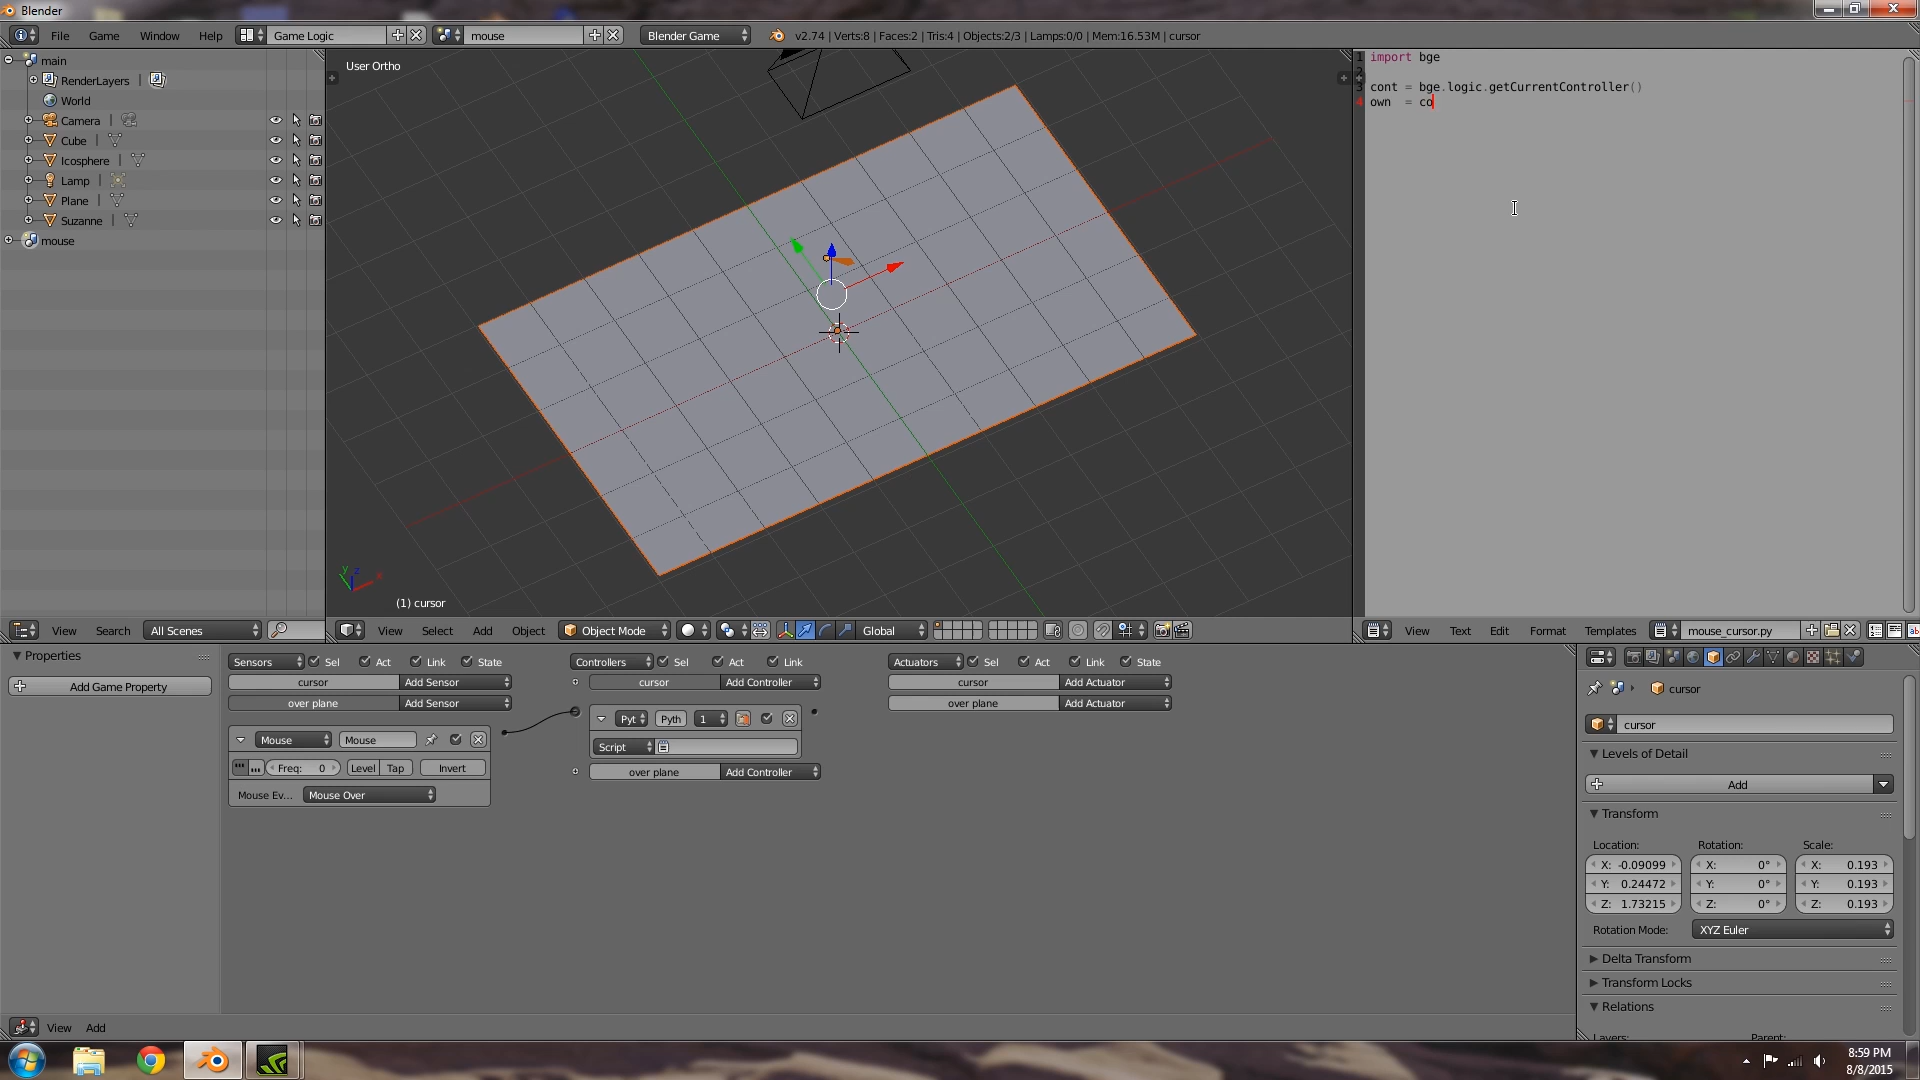 Blender
File Game Window Help Game Logic mouse Blender Game v2.74 | Verts:8 | Faces:2 | Tris:4 | Objects:2/3 | Lamps:0/0 | Mem:16.53M | cursor
main
RenderLayers
World
Camera
Cube
Icosphere
Lamp
Plane
Suzanne
mouse
View Search All Scenes
User Ortho
(1) cursor
View Select Add Object Object Mode Global
1 import bge
2
3 cont = bge.logic.getCurrentController()
4 own = co
View Text Edit Format Templates mouse_cursor.py
Properties
Add Game Property
Sensors Sel Act Link State
cursor Add Sensor
over plane Add Sensor
Mouse Mouse
Freq: 0 Level Tap Invert
Mouse Ev... Mouse Over
Controllers Sel Act Link
cursor Add Controller
Pyt Pyth 1
Script
over plane Add Controller
Actuators Sel Act Link State
cursor Add Actuator
over plane Add Actuator
View Add
cursor
cursor
Levels of Detail
Add
Transform
Location: Rotation: Scale:
X: -0.09099 X: 0° X: 0.193
Y: 0.24472 Y: 0° Y: 0.193
Z: 1.73215 Z: 0° Z: 0.193
Rotation Mode: XYZ Euler
Delta Transform
Transform Locks
Relations
Layers: Parent:
8:59 PM
8/8/2015